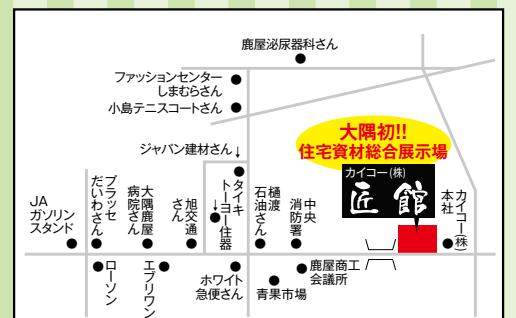 鹿屋泌尿器科さん
ファッションセンター
しまむらさん
小島テニスコートさん
ジャパン建材さん↓
大隅初!!
住宅資材総合展示場
カイコー(株)
匠 館
カイコー(株)
本社
中央
消防署
樋渡
石油さん
タイキ
トーヨー住器
↓
旭交通
さん
大隅鹿屋
病院さん
プラッセ
だいわさん
JA
ガソリン
スタンド
ローソン
エブリワン
ホワイト
急便さん
青果市場
鹿屋商工
会議所